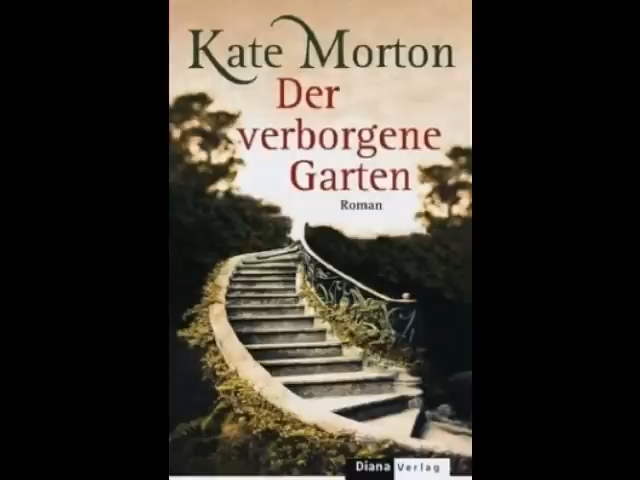 Kate Morton
Der
verborgene
Garten
Roman
Diana Verlag